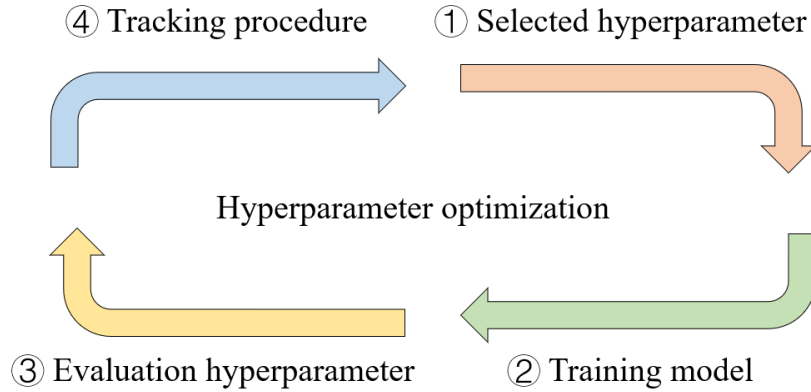 ④ Tracking procedure
① Selected hyperparameter
Hyperparameter optimization
③ Evaluation hyperparameter
② Training model